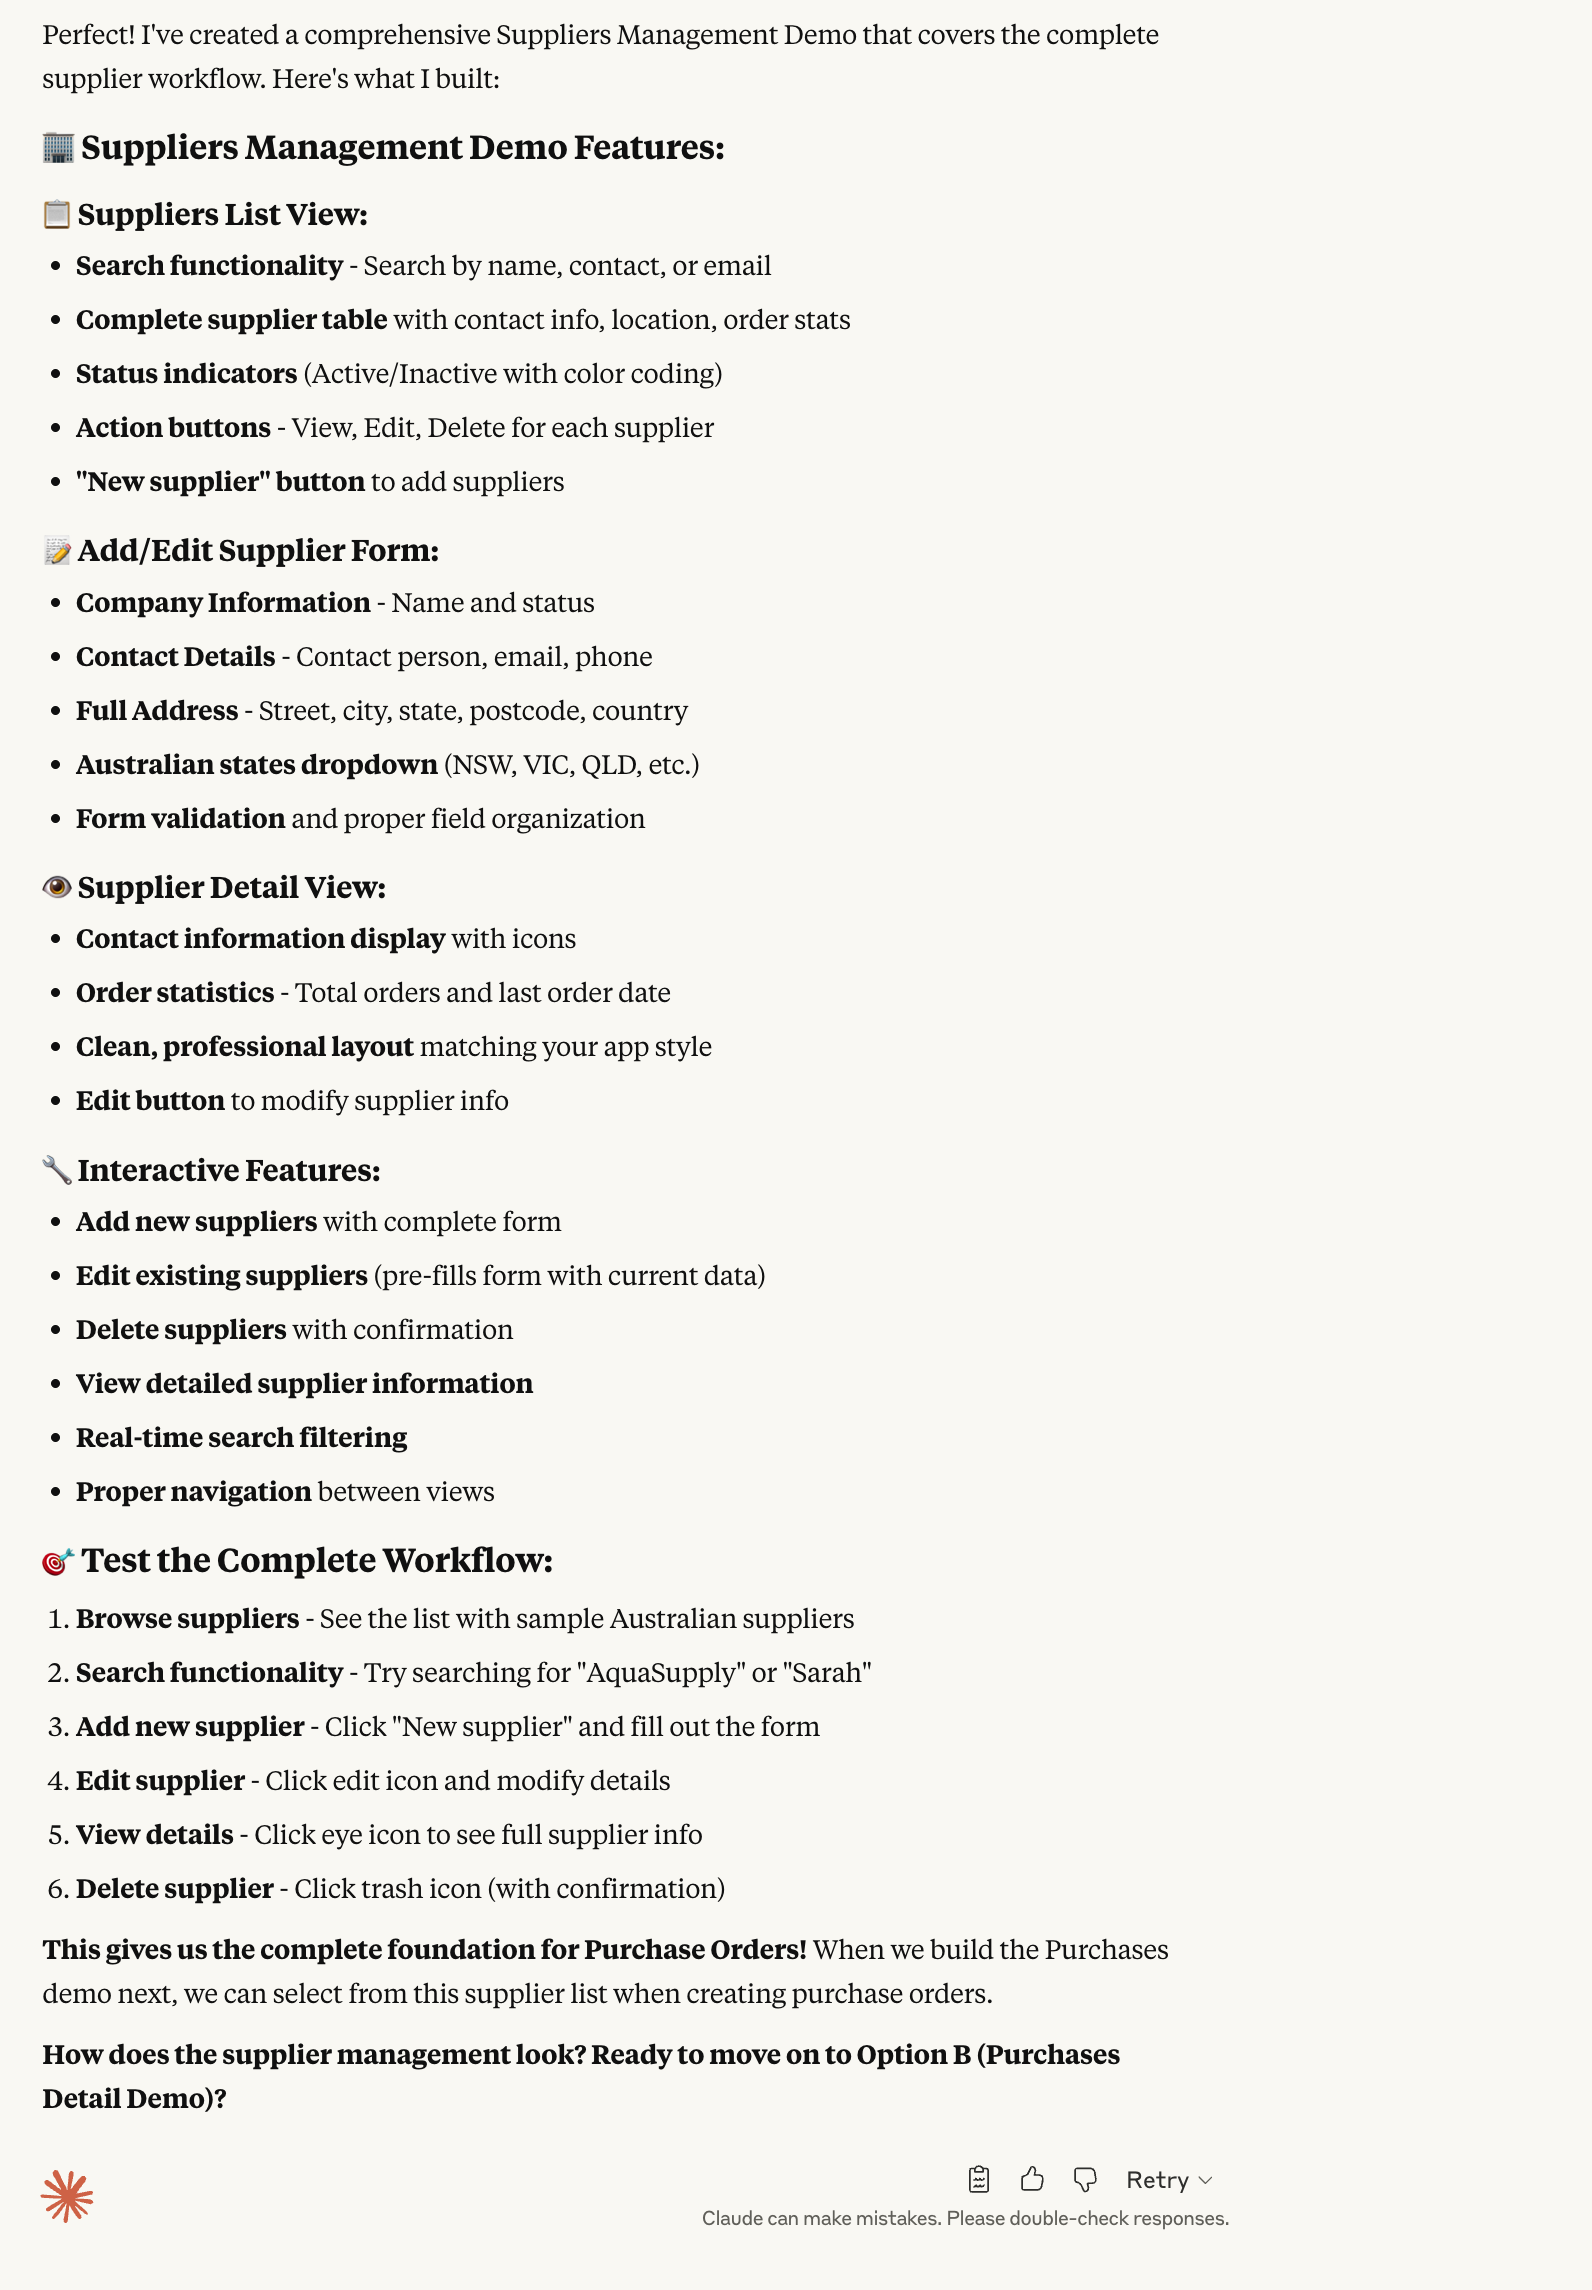 Perfect! I've created a comprehensive Suppliers Management Demo that covers the complete
supplier workflow. Here's what I built:
🏢 Suppliers Management Demo Features:
📋 Suppliers List View:
• Search functionality - Search by name, contact, or email
• Complete supplier table with contact info, location, order stats
• Status indicators (Active/Inactive with color coding)
• Action buttons - View, Edit, Delete for each supplier
• "New supplier" button to add suppliers
📝 Add/Edit Supplier Form:
• Company Information - Name and status
• Contact Details - Contact person, email, phone
• Full Address - Street, city, state, postcode, country
• Australian states dropdown (NSW, VIC, QLD, etc.)
• Form validation and proper field organization
👁️ Supplier Detail View:
• Contact information display with icons
• Order statistics - Total orders and last order date
• Clean, professional layout matching your app style
• Edit button to modify supplier info
🔧 Interactive Features:
• Add new suppliers with complete form
• Edit existing suppliers (pre-fills form with current data)
• Delete suppliers with confirmation
• View detailed supplier information
• Real-time search filtering
• Proper navigation between views
🎯 Test the Complete Workflow:
1. Browse suppliers - See the list with sample Australian suppliers
2. Search functionality - Try searching for "AquaSupply" or "Sarah"
3. Add new supplier - Click "New supplier" and fill out the form
4. Edit supplier - Click edit icon and modify details
5. View details - Click eye icon to see full supplier info
6. Delete supplier - Click trash icon (with confirmation)
This gives us the complete foundation for Purchase Orders! When we build the Purchases
demo next, we can select from this supplier list when creating purchase orders.
How does the supplier management look? Ready to move on to Option B (Purchases
Detail Demo)?
Retry
Claude can make mistakes. Please double-check responses.